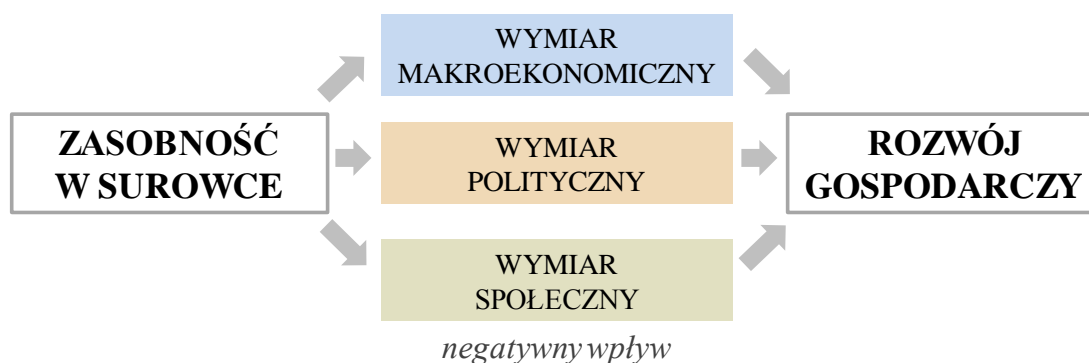 WYMIAR
MAKROEKONOMICZNY
ZASOBNOŚĆ
W SUROWCE
WYMIAR
POLITYCZNY
ROZWÓJ
GOSPODARCZY
WYMIAR
SPOŁECZNY
negatywny wpływ